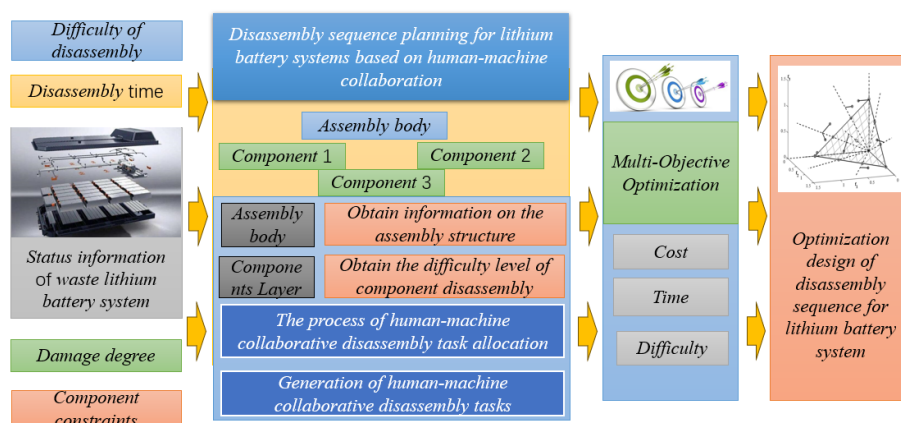 Difficulty of
disassembly
Disassembly time
Status information
of waste lithium
battery system
Damage degree
Component
constraints
Disassembly sequence planning for lithium
battery systems based on human-machine
collaboration
Assembly body
Component 1
Component 2
Component 3
Assembly
body
Obtain information on the
assembly structure
Compone
nts Layer
Obtain the difficulty level of
component disassembly
The process of human-machine
collaborative disassembly task allocation
Generation of human-machine
collaborative disassembly tasks
Multi-Objective
Optimization
Cost
Time
Difficulty
Optimization
design of
disassembly
sequence for
lithium battery
system